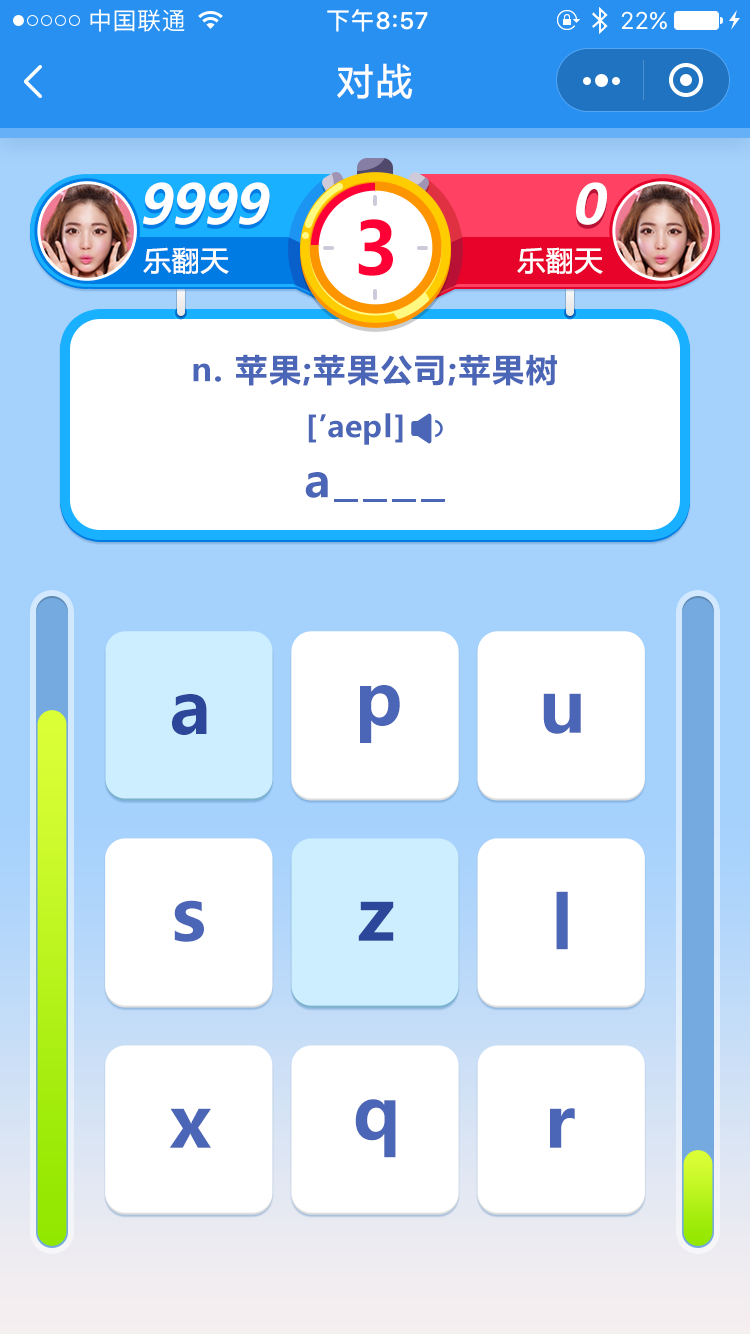 中国联通 下午8:57 22%
对战
9999 3 0
乐翻天 乐翻天
n. 苹果;苹果公司;苹果树
[′aepl]
a____
a p u
s z l
x q r